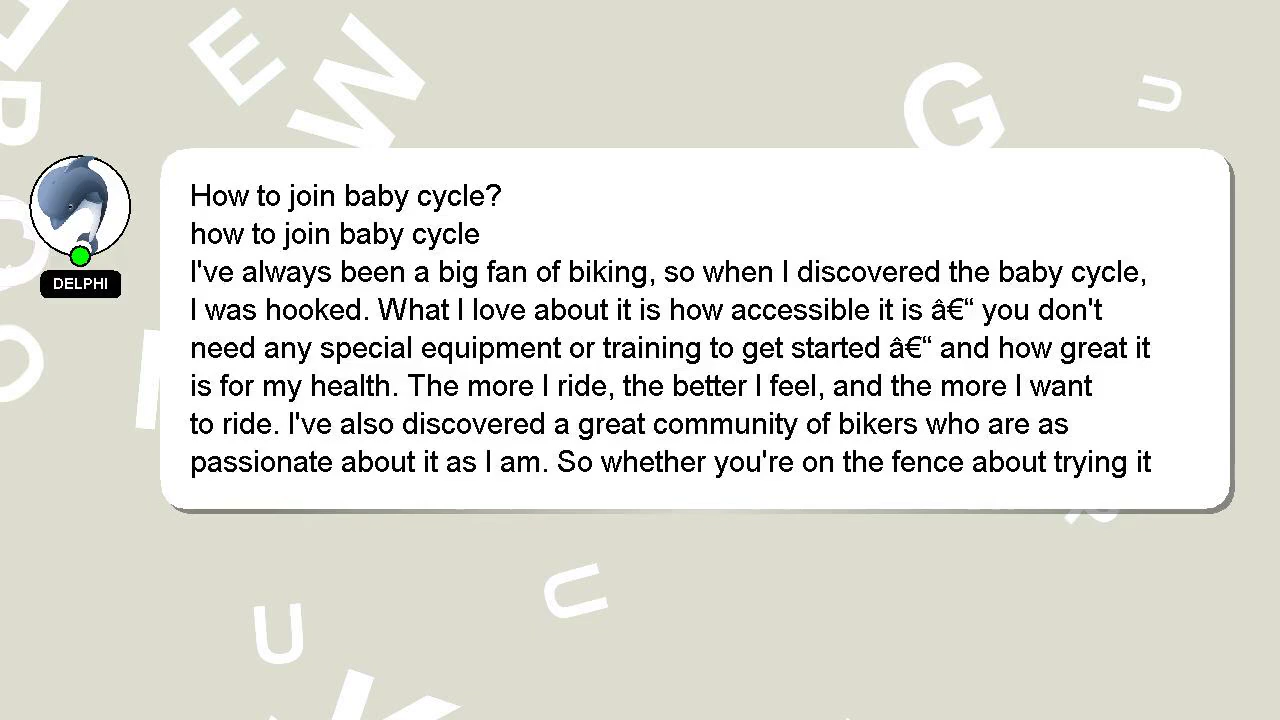 E
W
G
U
DELPHI
How to join baby cycle?
how to join baby cycle
I've always been a big fan of biking, so when I discovered the baby cycle,
I was hooked. What I love about it is how accessible it is â€“ you don't
need any special equipment or training to get started â€“ and how great it
is for my health. The more I ride, the better I feel, and the more I want
to ride. I've also discovered a great community of bikers who are as
passionate about it as I am. So whether you're on the fence about trying it
U
U
K